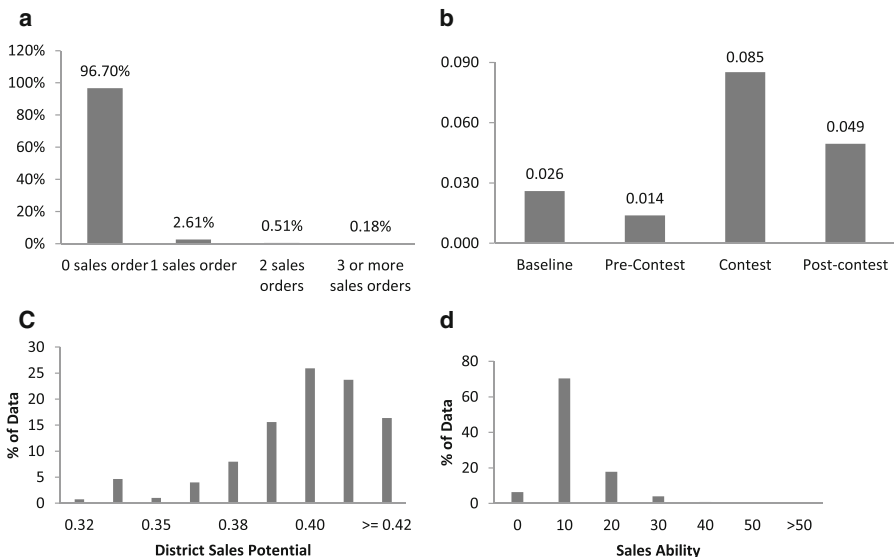 a
120%
100%
80%
60%
40%
20%
0%
96.70%
2.61%
0.51%
0.18%
0 sales order 1 sales order 2 sales 3 or more
orders sales orders
b
0.090
0.060
0.030
0.000
0.026
0.014
0.085
0.049
Baseline Pre-Contest Contest Post-contest
C
30
25
20
15
10
5
0
% of Data
0.32 0.35 0.38 0.40 >= 0.42
District Sales Potential
d
80
60
40
20
0
% of Data
0 10 20 30 40 50 >50
Sales Ability